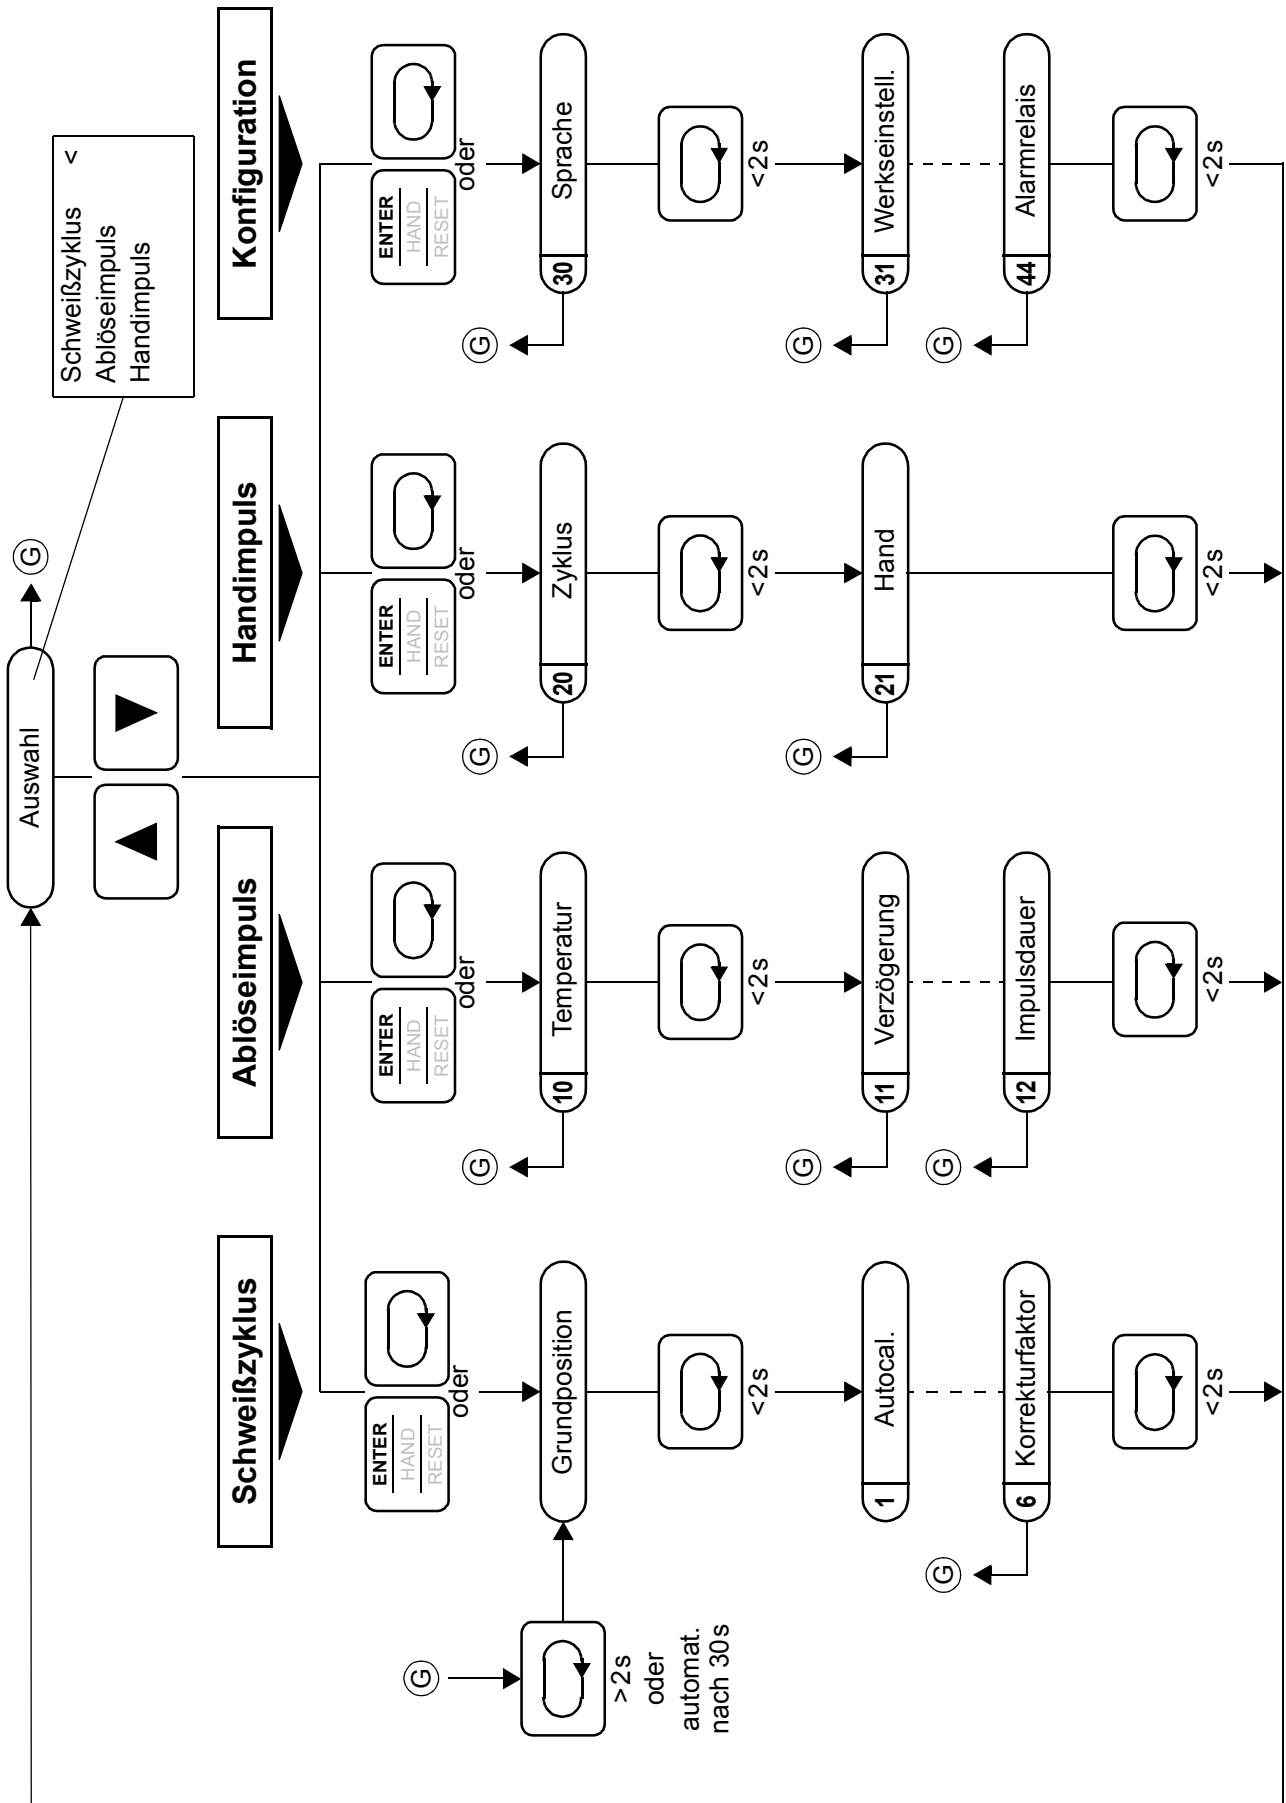 Auswahl
G
Schweißzyklus <
Ablöseimpuls
Handimpuls
Schweißzyklus
Ablöseimpuls
Handimpuls
Konfiguration
ENTER
HAND
RESET
oder
ENTER
HAND
RESET
oder
ENTER
HAND
RESET
oder
ENTER
HAND
RESET
oder
G
>2s
oder
automat.
nach 30s
Grundposition
G
10 Temperatur
G
20 Zyklus
G
30 Sprache
<2s
<2s
<2s
<2s
1 Autocal.
G
11 Verzögerung
G
21 Hand
G
31 Werkseinstell.
G
6 Korrekturfaktor
G
12 Impulsdauer
G
44 Alarmrelais
<2s
<2s
<2s
<2s